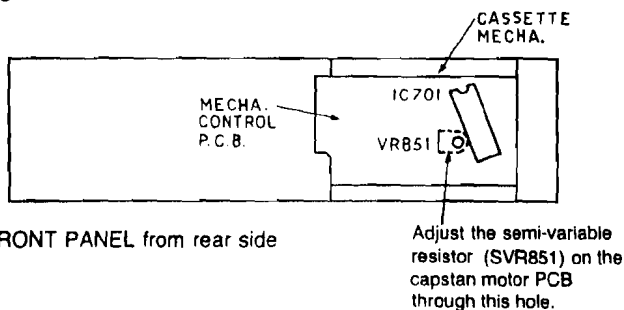 CASSETTE
MECHA.
MECHA.
CONTROL
P.C.B.
IC701
VR851
RONT PANEL from rear side
Adjust the semi-variable
resistor (SVR851) on the
capstan motor PCB
through this hole.